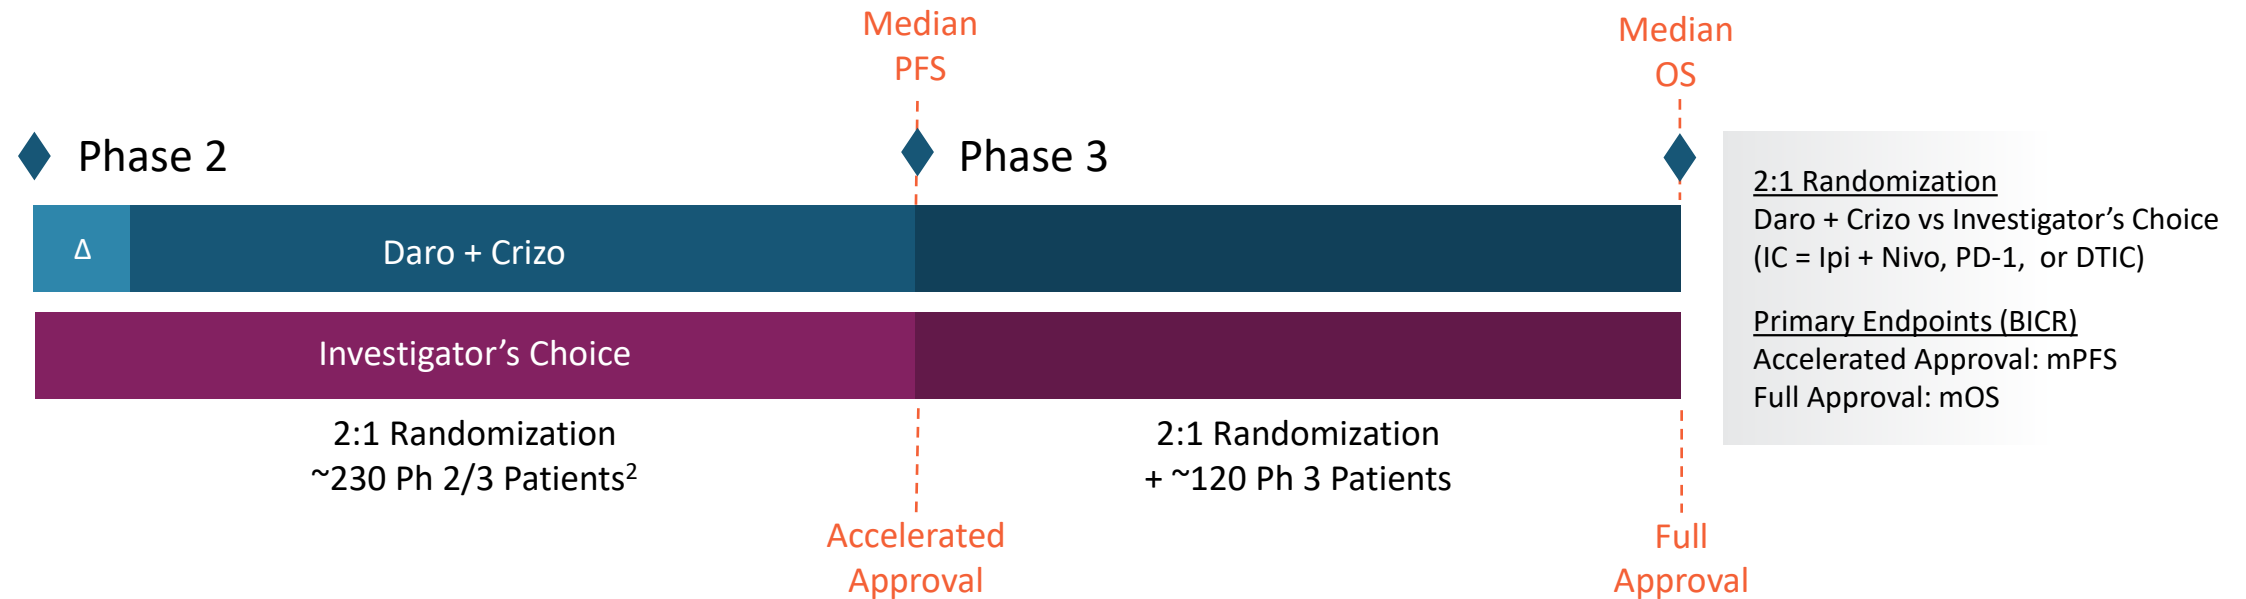 Median
PFS
Median
OS
Phase 2
Phase 3
Δ
Daro + Crizo
Investigator’s Choice
2:1 Randomization
~230 Ph 2/3 Patients²
2:1 Randomization
+ ~120 Ph 3 Patients
Accelerated
Approval
Full
Approval
2:1 Randomization
Daro + Crizo vs Investigator’s Choice
(IC = Ipi + Nivo, PD-1, or DTIC)
Primary Endpoints (BICR)
Accelerated Approval: mPFS
Full Approval: mOS